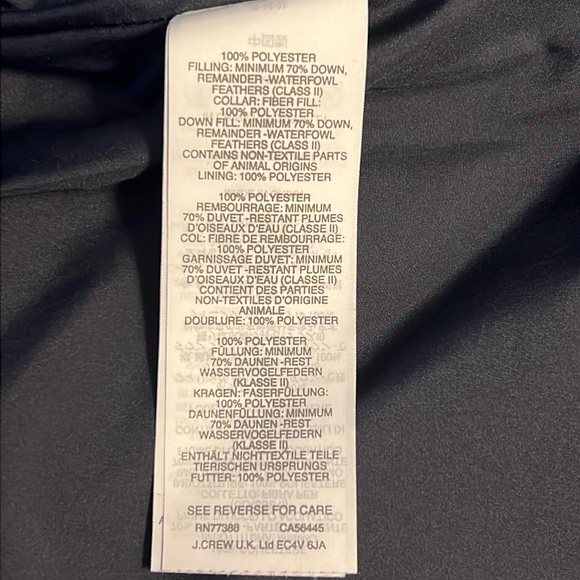 100% POLYESTER
FILLING: MINIMUM 70% DOWN,
REMAINDER -WATERFOWL
FEATHERS (CLASS II)
COLLAR: FIBER FILL:
100% POLYESTER
DOWN FILL: MINIMUM 70% DOWN,
REMAINDER -WATERFOWL
FEATHERS (CLASS II)
CONTAINS NON-TEXTILE PARTS
OF ANIMAL ORIGINS
LINING: 100% POLYESTER
100% POLYESTER
REMBOURRAGE: MINIMUM
70% DUVET -RESTANT PLUMES
D'OISEAUX D'EAU (CLASSE II)
COL: FIBRE DE REMBOURRAGE:
100% POLYESTER
GARNISSAGE DUVET: MINIMUM
70% DUVET -RESTANT PLUMES
D'OISEAUX D'EAU (CLASSE II)
CONTIENT DES PARTIES
NON-TEXTILES D'ORIGINE
ANIMALE
DOUBLURE: 100% POLYESTER
100% POLYESTER
FÜLLUNG: MINIMUM
70% DAUNEN -REST
WASSERVOGELFEDERN
(KLASSE II)
KRAGEN: FASERFÜLLUNG:
100% POLYESTER
DAUNENFÜLLUNG: MINIMUM
70% DAUNEN -REST
WASSERVOGELFEDERN
(KLASSE II)
ENTHÄLT NICHTTEXTILE TEILE
TIERISCHEN URSPRUNGS
FUTTER: 100% POLYESTER
SEE REVERSE FOR CARE
RN77388 CA56445
J.CREW U.K. Ltd EC4V 6JA